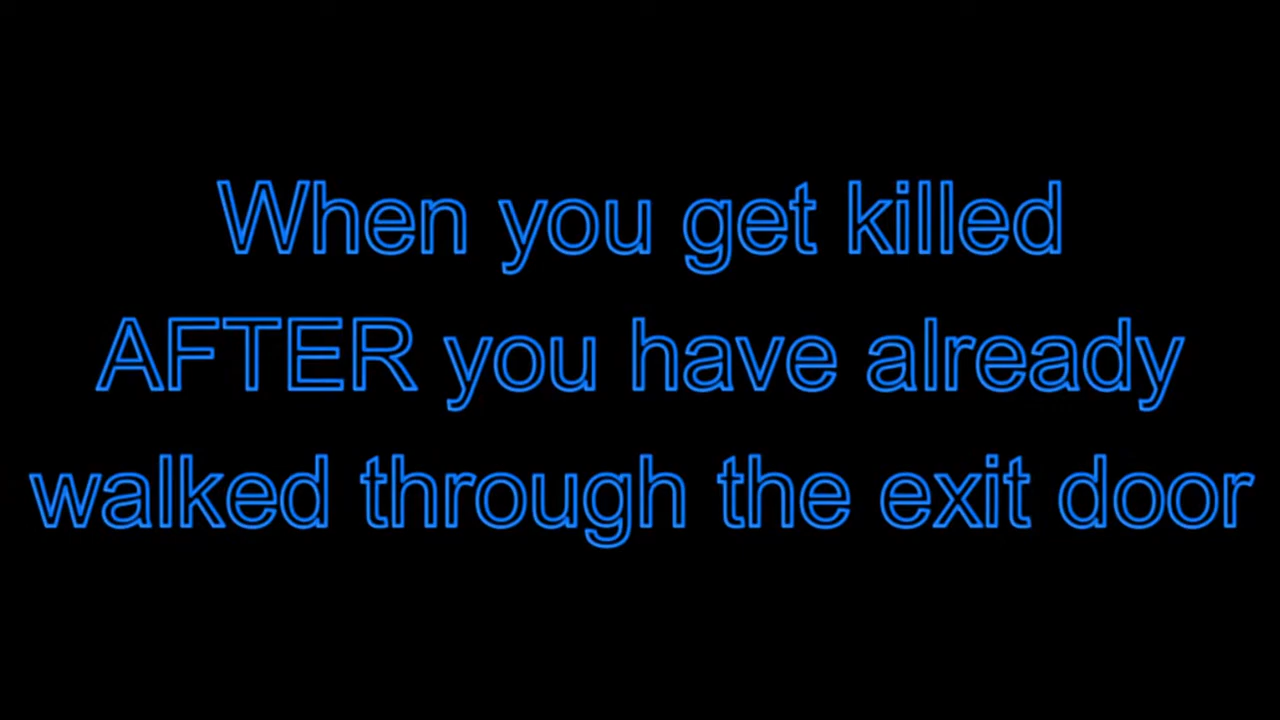 When you get killed
AFTER you have already
walked through the exit door